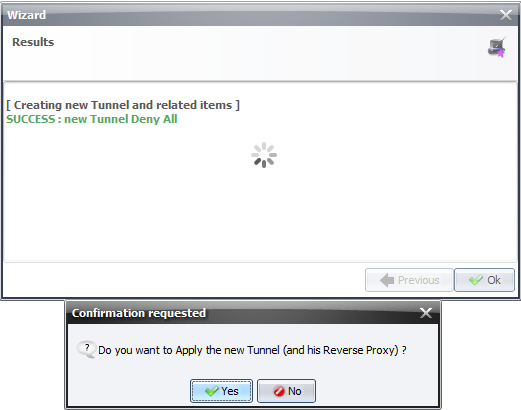 Wizard
Results
[ Creating new Tunnel and related items ]
SUCCESS : new Tunnel Deny All
Previous
Ok
Confirmation requested
? Do you want to Apply the new Tunnel (and his Reverse Proxy) ?
Yes
No